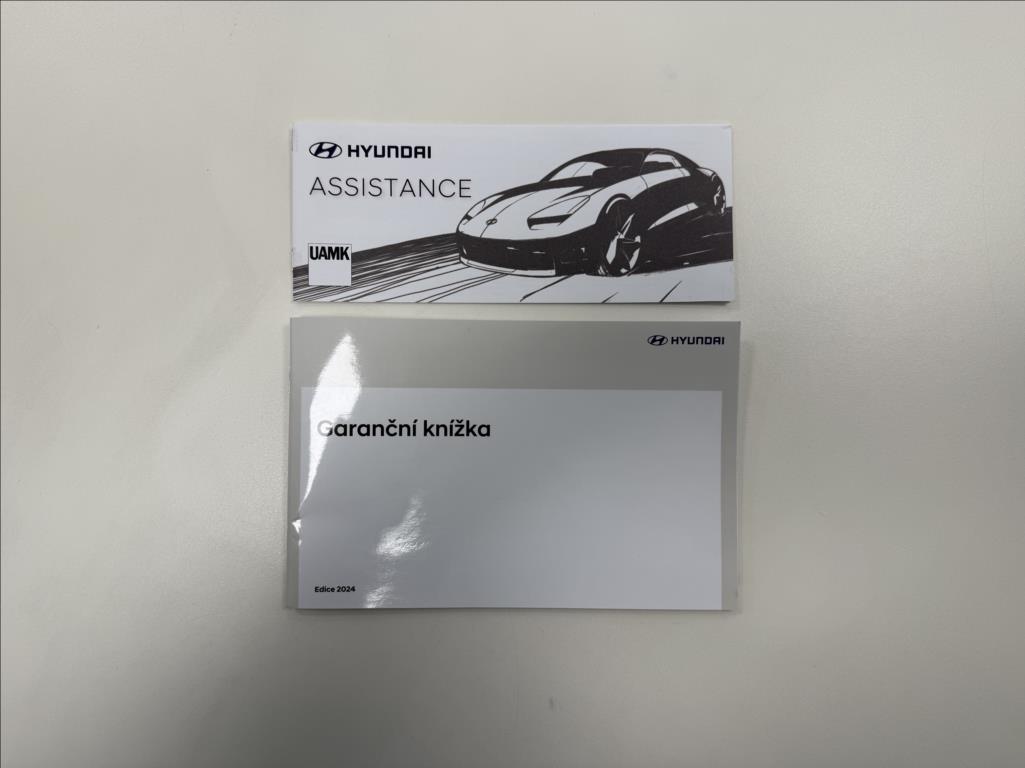 HYUNDAI
ASSISTANCE
UAMK
HYUNDAI
Garanční knížka
Edice 2024